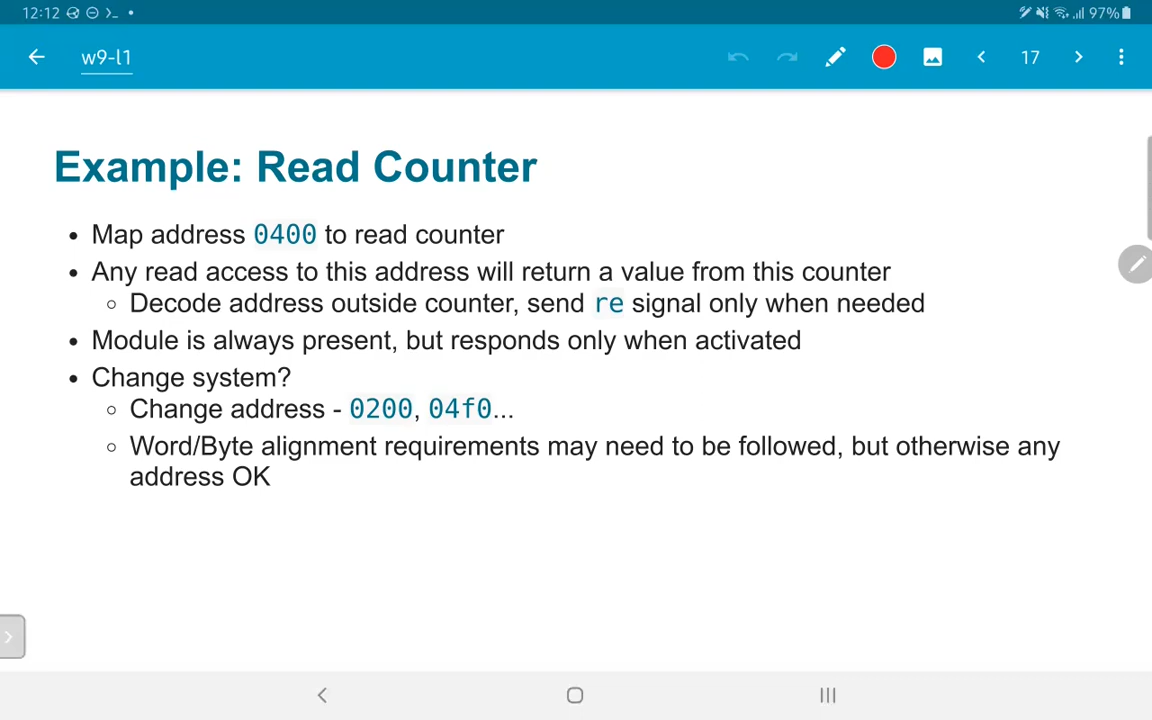 12:12 97%
w9-l1 17
Example: Read Counter
• Map address 0400 to read counter
• Any read access to this address will return a value from this counter
◦ Decode address outside counter, send re signal only when needed
• Module is always present, but responds only when activated
• Change system?
◦ Change address - 0200, 04f0...
◦ Word/Byte alignment requirements may need to be followed, but otherwise any
address OK